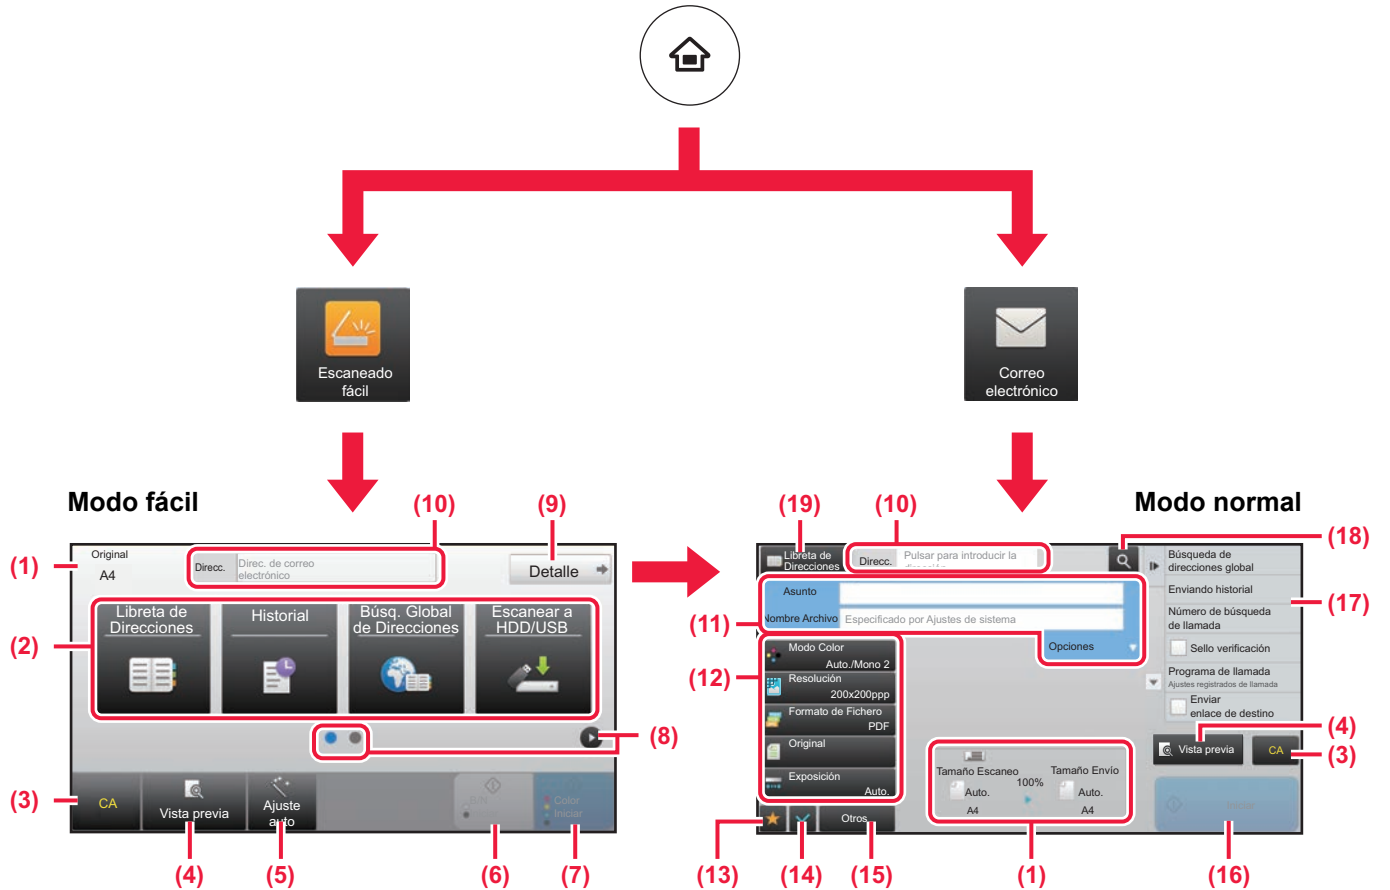 Escaneado
fácil
Correo
electrónico
Modo fácil
Modo normal
(10)
(9)
(19)
(10)
(18)
(1)
Original
A4
Direcc.
Direc. de correo
electrónico
Detalle
(2)
Libreta de
Direcciones
Historial
Búsq. Global
de Direcciones
Escanear a
HDD/USB
(8)
(3)
CA
Vista previa
Ajuste
auto
Color
Iniciar
(4)
(5)
(6)
(7)
Libreta de
Direcciones
Direcc.
Pulsar para introducir la
Búsqueda de
direcciones global
Enviando historial
(17)
Número de búsqueda
de llamada
Sello verificación
Programa de llamada
Ajustes registrados de llamada
Enviar
enlace de destino
(11)
Asunto
Nombre Archivo
Especificado por Ajustes de sistema
Opciones
(12)
Modo Color
Auto./Mono 2
Resolución
200x200ppp
Formato de Fichero
PDF
Original
Exposición
Auto.
(4)
Vista previa
CA
(3)
Tamaño Escaneo
100%
Tamaño Envío
Auto.
A4
Auto.
A4
Otros
(13)
(14)
(15)
(1)
(16)